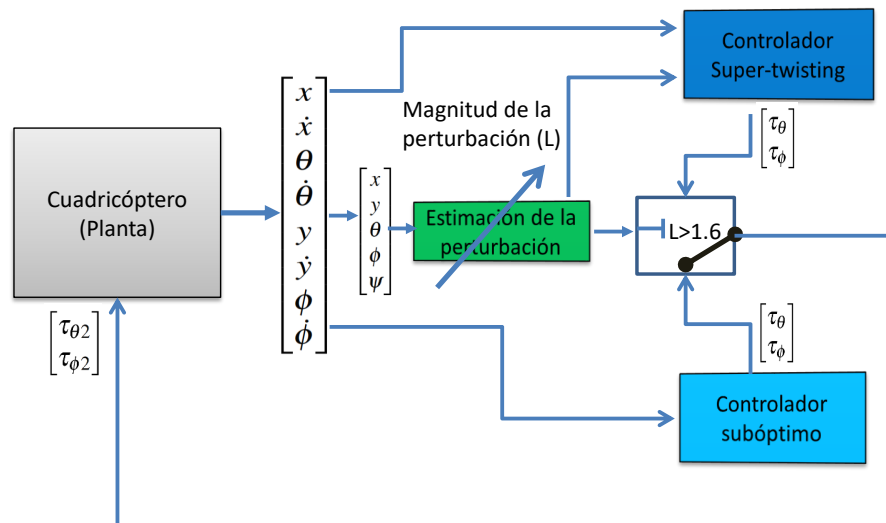 Controlador
Super-twisting
Magnitud de la
perturbación (L)
Cuadricóptero
(Planta)
x
ẋ
θ
θ̇
y
ẏ
ϕ
ϕ̇
x
y
θ
ϕ
ψ
Estimación de la
perturbación
τθ
τϕ
L>1.6
τθ2
τϕ2
τθ
τϕ
Controlador
subóptimo